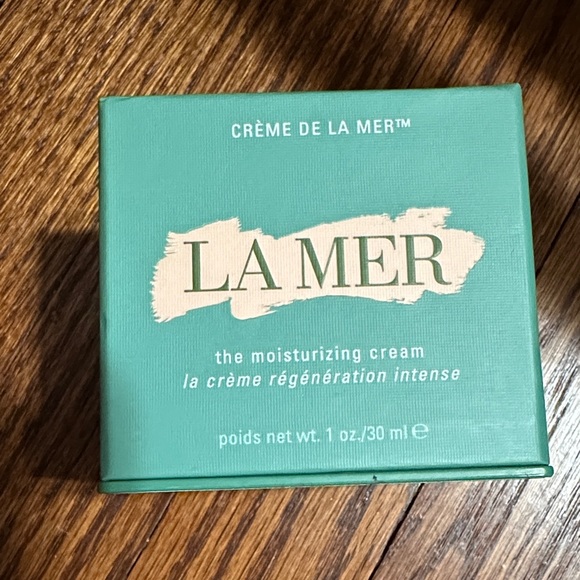 CRÈME DE LA MER™
LA MER
the moisturizing cream
la crème régénération intense
poids net wt. 1 oz./30 ml ℮